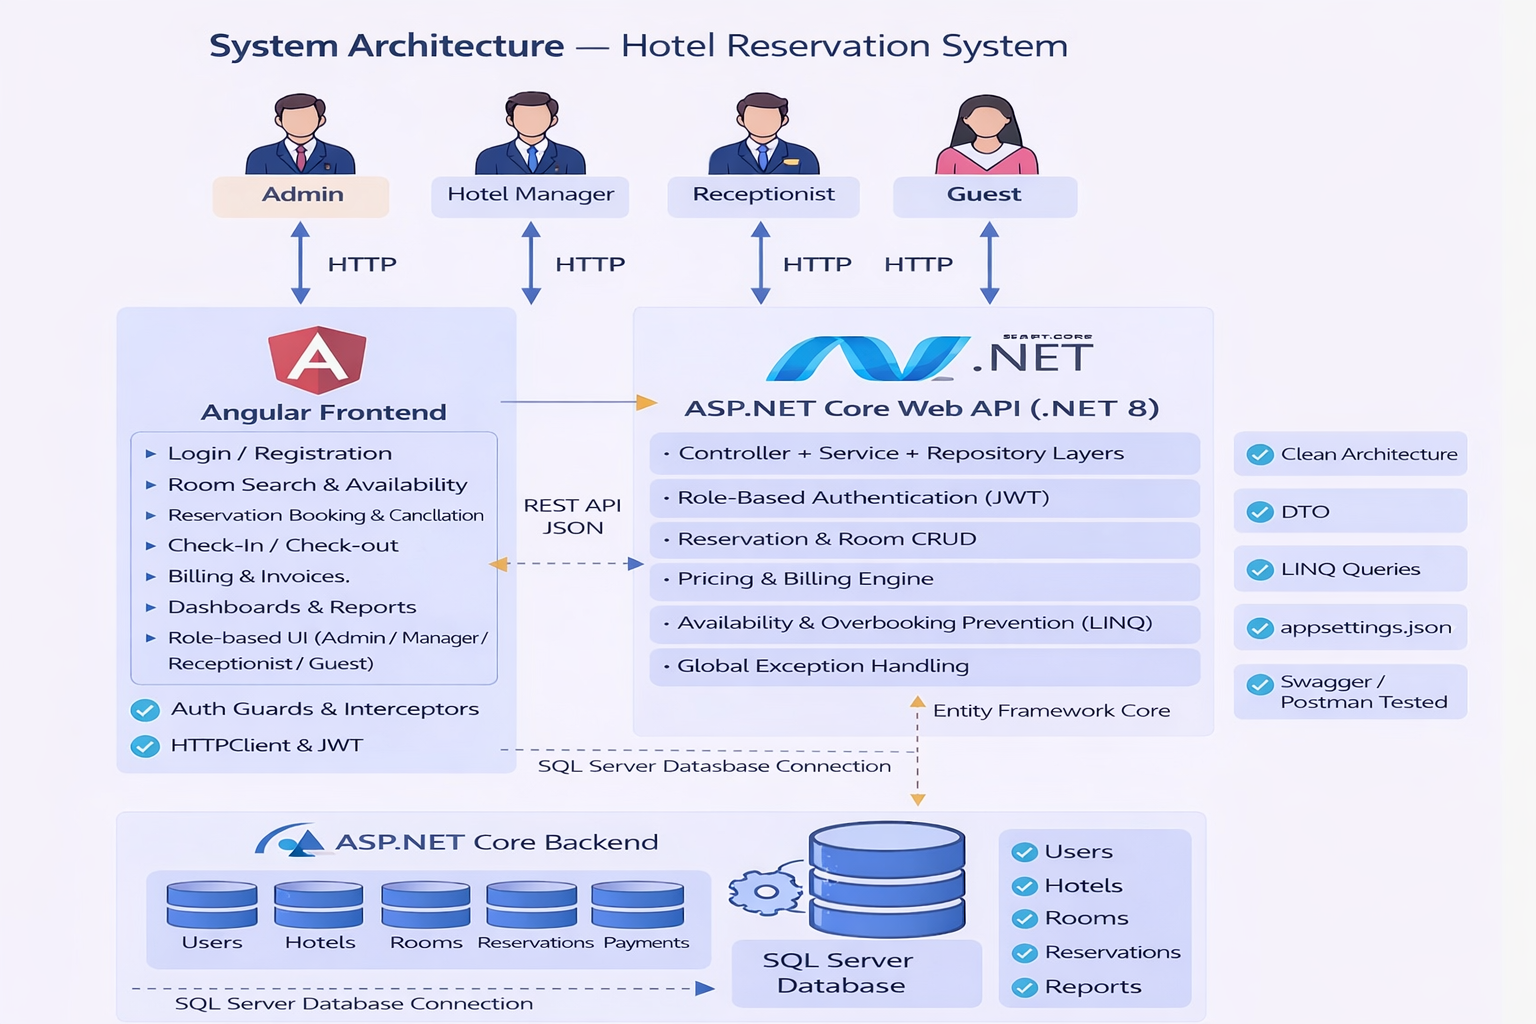 System Architecture — Hotel Reservation System
Admin
Hotel Manager
Receptionist
Guest
HTTP
HTTP
HTTP
HTTP
Angular Frontend
Login / Registration
Room Search & Availability
Reservation Booking & Cancllation
Check-In / Check-out
Billing & Invoices.
Dashboards & Reports
Role-based UI (Admin / Manager /
Receptionist / Guest)
Auth Guards & Interceptors
HTTPClient & JWT
REST API
JSON
.NET
ASP.NET Core Web API (.NET 8)
· Controller + Service + Repository Layers
· Role-Based Authentication (JWT)
· Reservation & Room CRUD
· Pricing & Billing Engine
· Availability & Overbooking Prevention (LINQ)
· Global Exception Handling
Clean Architecture
DTO
LINQ Queries
appsettings.json
Swagger /
Postman Tested
Entity Framework Core
SQL Server Datasbase Connection
ASP.NET Core Backend
Users
Hotels
Rooms
Reservations
Payments
SQL Server Database Connection
SQL Server
Database
Users
Hotels
Rooms
Reservations
Reports